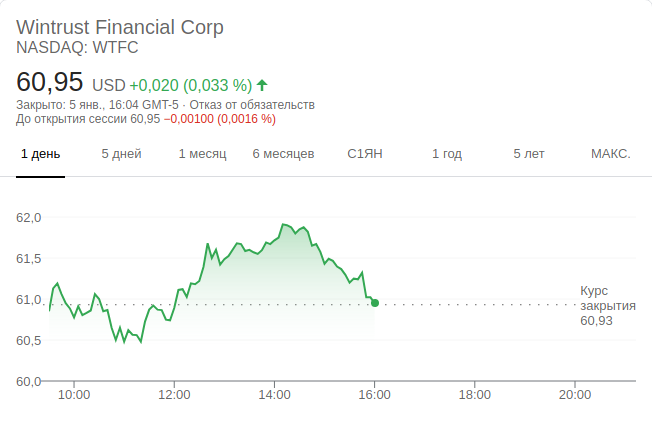 Wintrust Financial Corp
NASDAQ: WTFC
60,95 USD +0,020 (0,033 %)
Закрыто: 5 янв., 16:04 GMT-5 · Отказ от обязательств
До открытия сессии 60,95 −0,00100 (0,0016 %)
1 день 5 дней 1 месяц 6 месяцев С1ЯН 1 год 5 лет МАКС.
62,0
61,5
61,0
60,5
60,0
Курс
закрытия
60,93
10:00 12:00 14:00 16:00 18:00 20:00